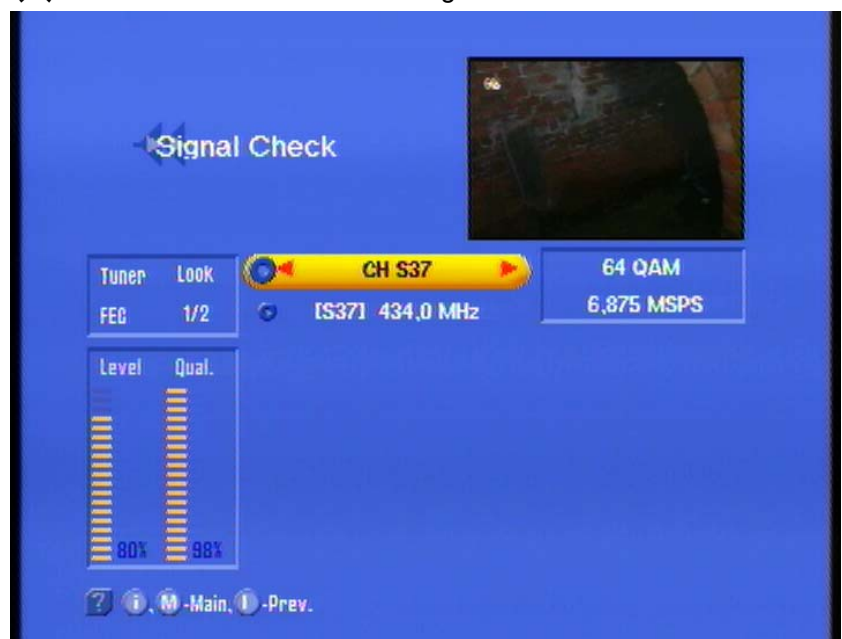 Signal Check
Tuner Look
FEC 1/2
CH S37
[S37] 434,0 MHz
64 QAM
6,875 MSPS
Level Qual.
80% 98%
? i, M -Main, I -Prev.